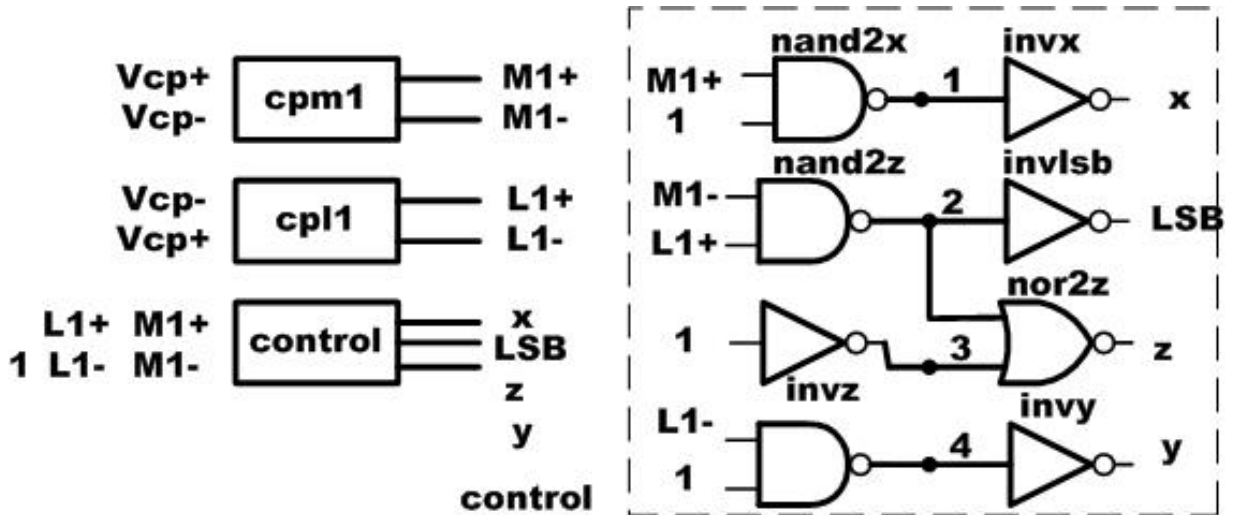 Vcp+ cpm1 M1+
Vcp- M1-
Vcp- cpl1 L1+
Vcp+ L1-
L1+ M1+ control x
LSB
1 L1- M1-
z
y
control
nand2x invx
M1+ 1 x
1
nand2z invlsb
M1- 2 LSB
L1+
nor2z
1 3 z
invz invy
L1- 4 y
1